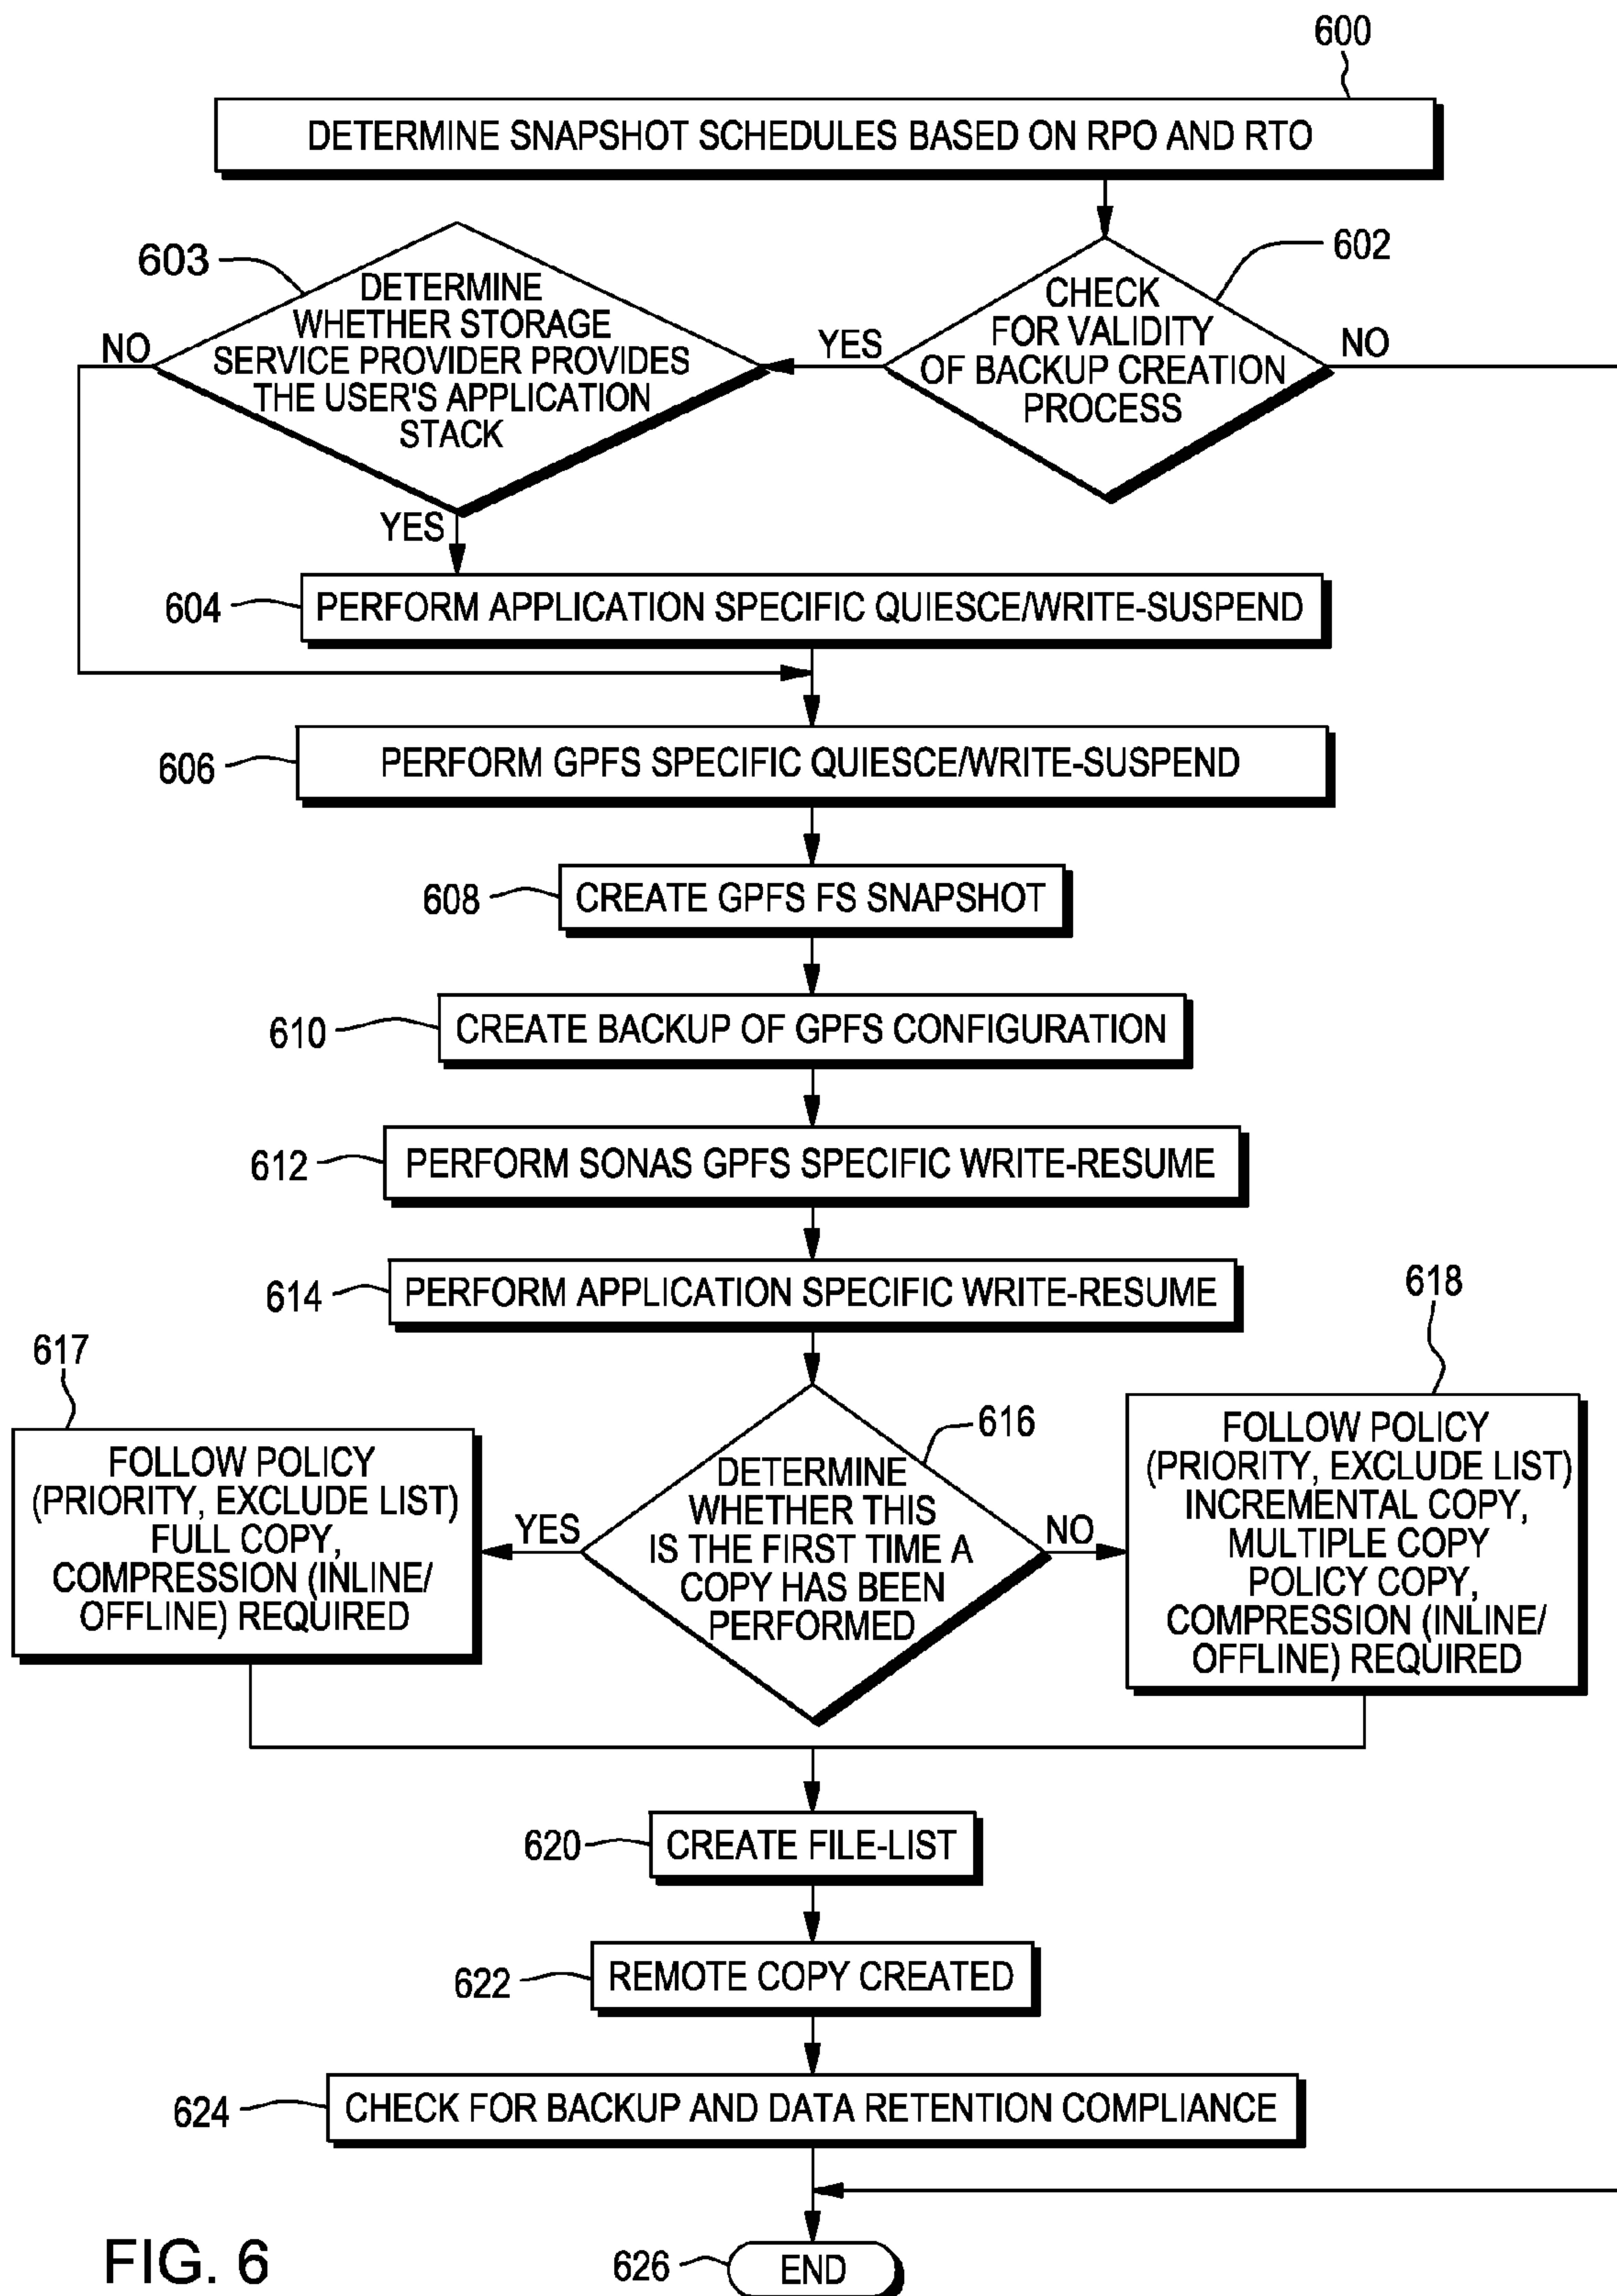 600
DETERMINE SNAPSHOT SCHEDULES BASED ON RPO AND RTO
603
DETERMINE
WHETHER STORAGE
SERVICE PROVIDER PROVIDES
THE USER'S APPLICATION
STACK
NO
YES
YES
602
CHECK
FOR VALIDITY
OF BACKUP CREATION
PROCESS
NO
604
PERFORM APPLICATION SPECIFIC QUIESCE/WRITE-SUSPEND
606
PERFORM GPFS SPECIFIC QUIESCE/WRITE-SUSPEND
608
CREATE GPFS FS SNAPSHOT
610
CREATE BACKUP OF GPFS CONFIGURATION
612
PERFORM SONAS GPFS SPECIFIC WRITE-RESUME
614
PERFORM APPLICATION SPECIFIC WRITE-RESUME
617
FOLLOW POLICY
(PRIORITY, EXCLUDE LIST)
FULL COPY,
COMPRESSION (INLINE/
OFFLINE) REQUIRED
YES
616
DETERMINE
WHETHER THIS
IS THE FIRST TIME A
COPY HAS BEEN
PERFORMED
NO
618
FOLLOW POLICY
(PRIORITY, EXCLUDE LIST)
INCREMENTAL COPY,
MULTIPLE COPY
POLICY COPY,
COMPRESSION (INLINE/
OFFLINE) REQUIRED
620
CREATE FILE-LIST
622
REMOTE COPY CREATED
624
CHECK FOR BACKUP AND DATA RETENTION COMPLIANCE
626
END
FIG. 6